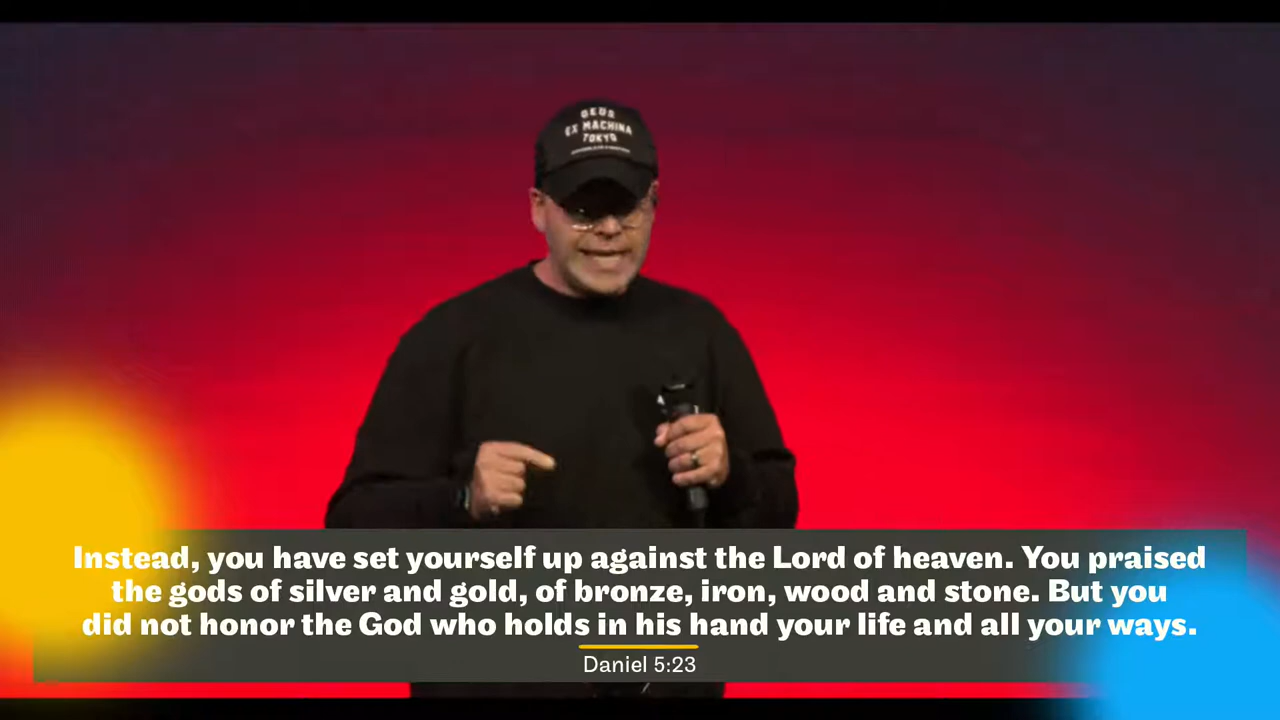 DEUS
EX MACHINA
TOKYO
Instead, you have set yourself up against the Lord of heaven. You praised
the gods of silver and gold, of bronze, iron, wood and stone. But you
did not honor the God who holds in his hand your life and all your ways.
Daniel 5:23